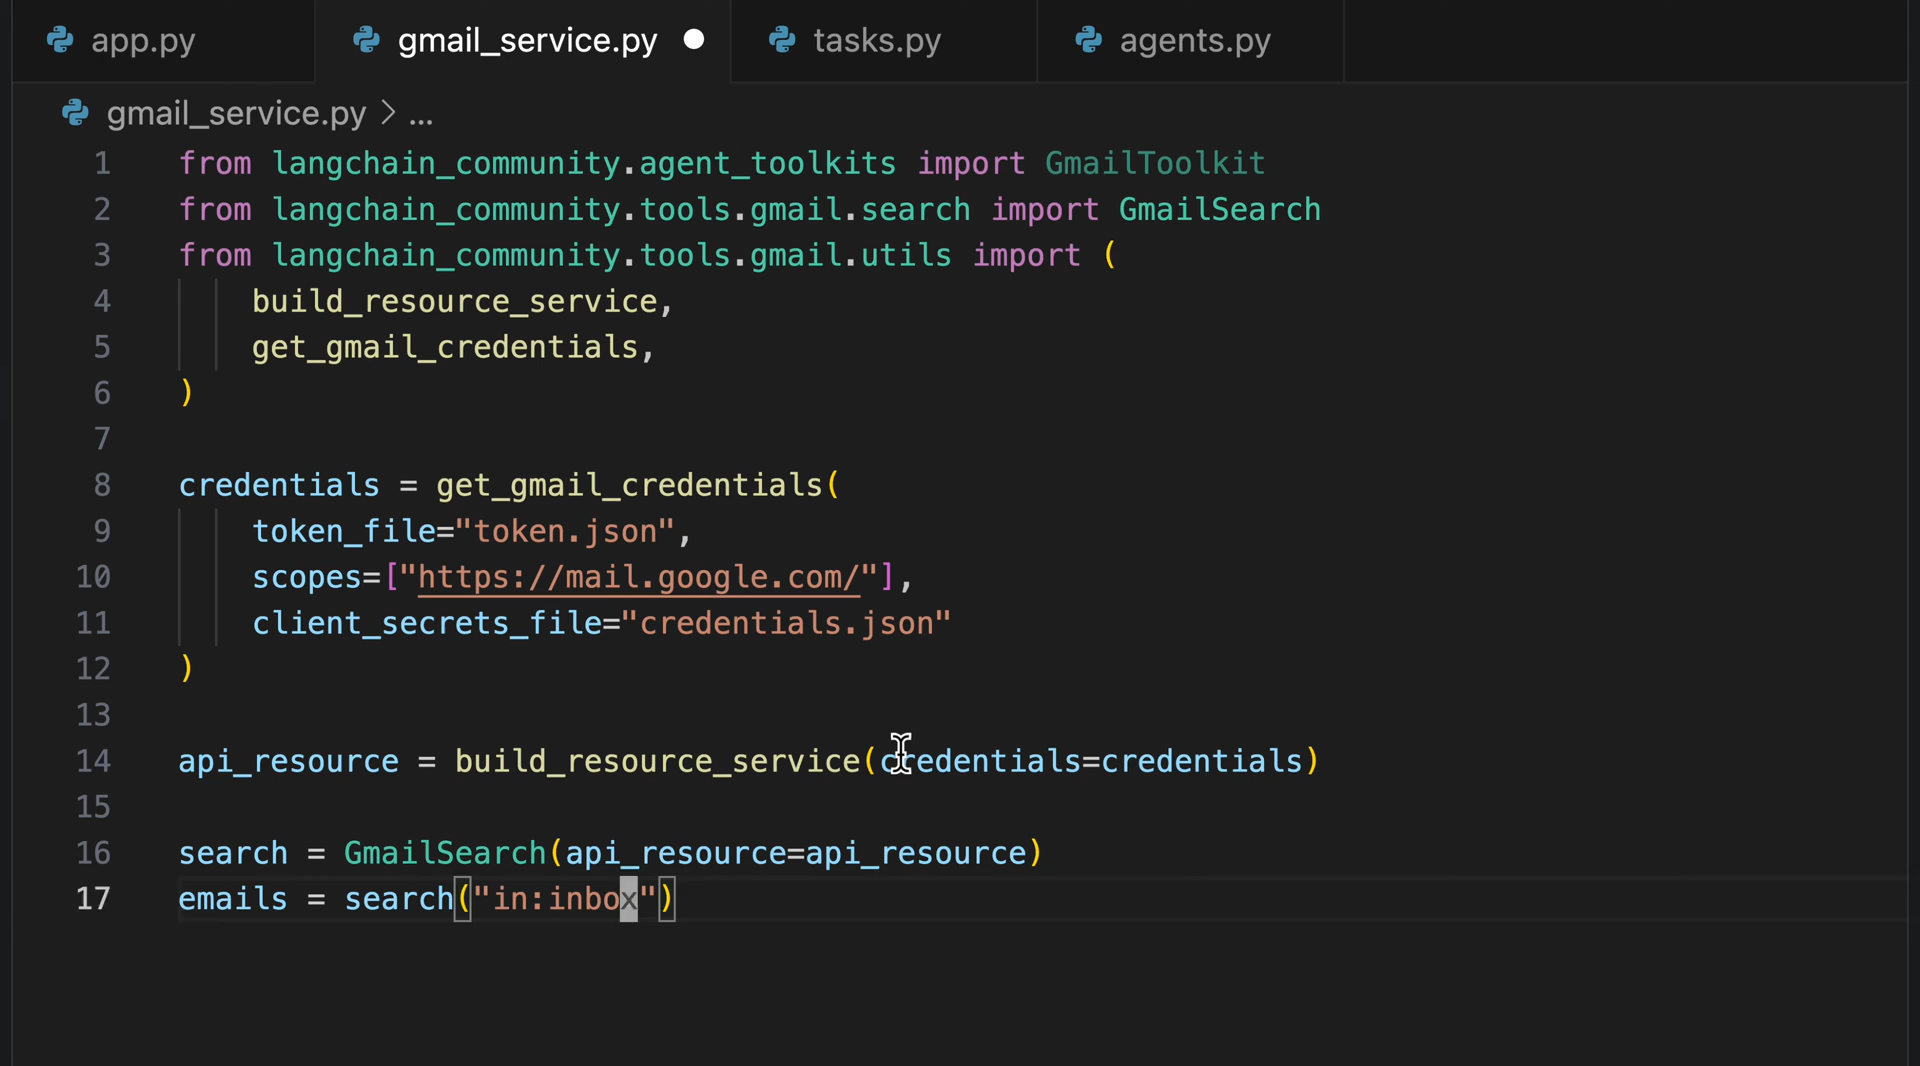 app.py gmail_service.py tasks.py agents.py
gmail_service.py > ...
1 from langchain_community.agent_toolkits import GmailToolkit
2 from langchain_community.tools.gmail.search import GmailSearch
3 from langchain_community.tools.gmail.utils import (
4 build_resource_service,
5 get_gmail_credentials,
6 )
7
8 credentials = get_gmail_credentials(
9 token_file="token.json",
10 scopes=["https://mail.google.com/"],
11 client_secrets_file="credentials.json"
12 )
13
14 api_resource = build_resource_service(credentials=credentials)
15
16 search = GmailSearch(api_resource=api_resource)
17 emails = search("in:inbox")